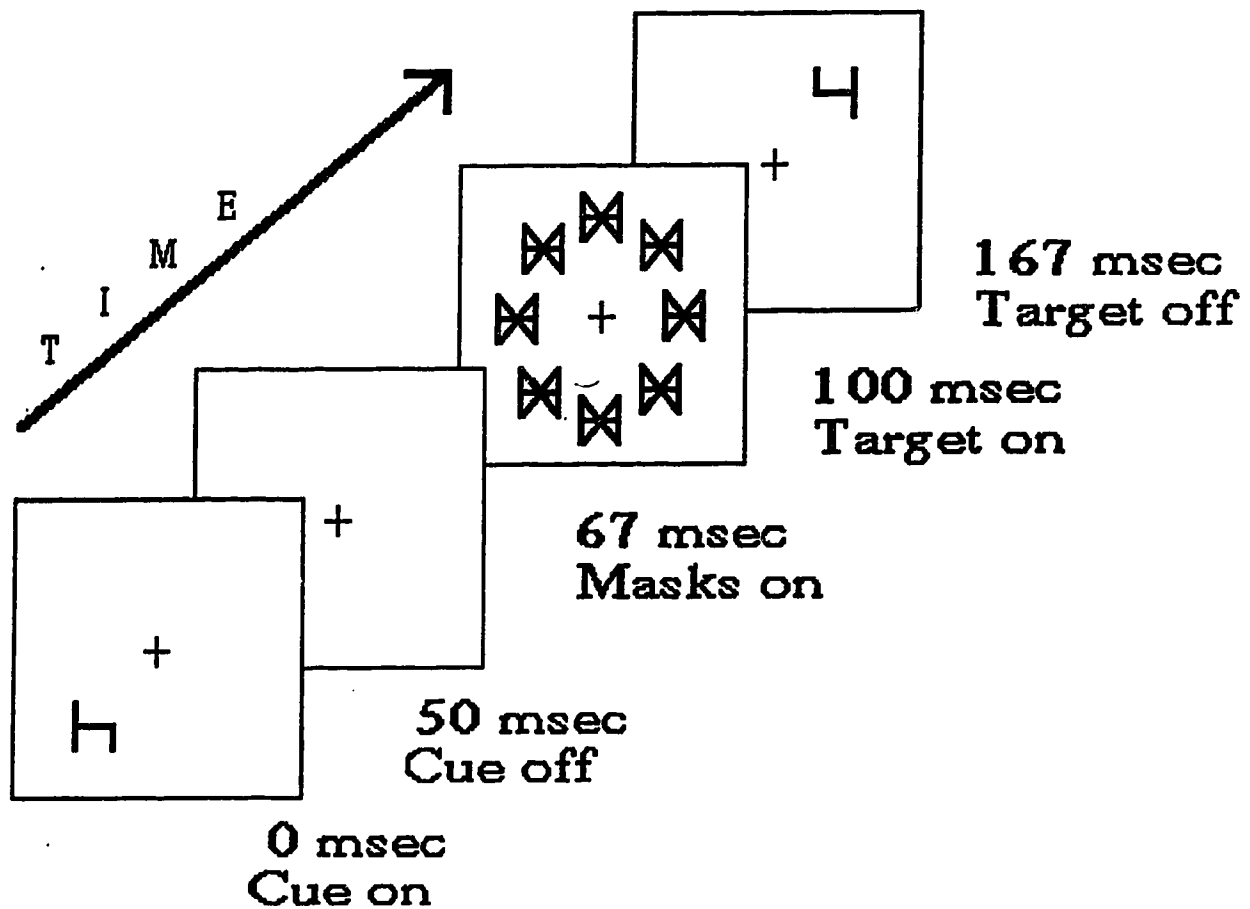 T I M E
0 msec
Cue on
50 msec
Cue off
67 msec
Masks on
100 msec
Target on
167 msec
Target off